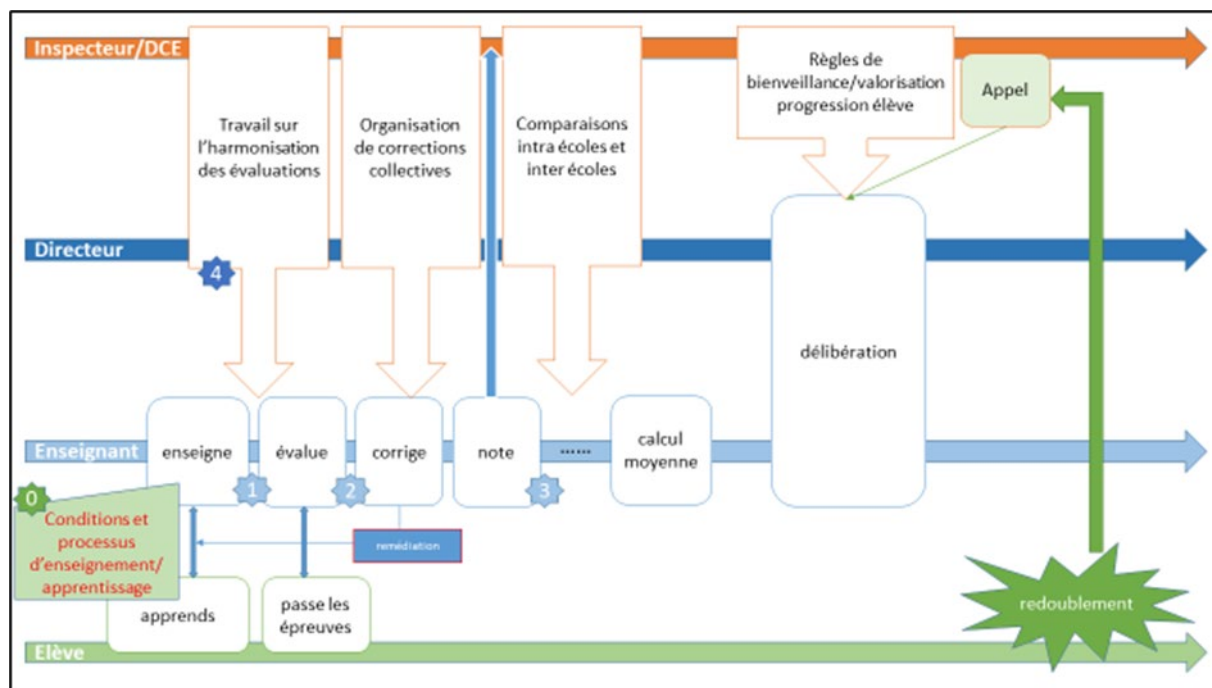 Inspecteur/DCE
Travail sur
l'harmonisation
des évaluations
Organisation
de corrections
collectives
Comparaisons
intra écoles et
inter écoles
Règles de
bienveillance/valorisation
progression élève
Appel
Directeur
4
délibération
Enseignant
enseigne
évalue
corrige
note
......
calcul
moyenne
0
1
2
3
Conditions et
processus
d'enseignement/
apprentissage
remédiation
apprends
passe les
épreuves
redoublement
Elève